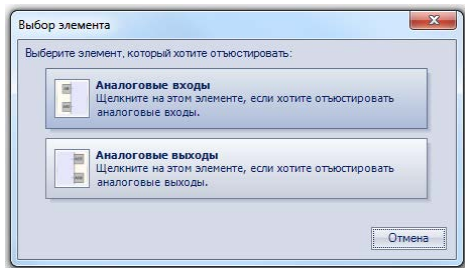 Выбор элемента
Выберите элемент, который хотите отъюстировать:
Аналоговые входы
Щелкните на этом элементе, если хотите отъюстировать
аналоговые входы.
Аналоговые выходы
Щелкните на этом элементе, если хотите отъюстировать
аналоговые выходы.
Отмена